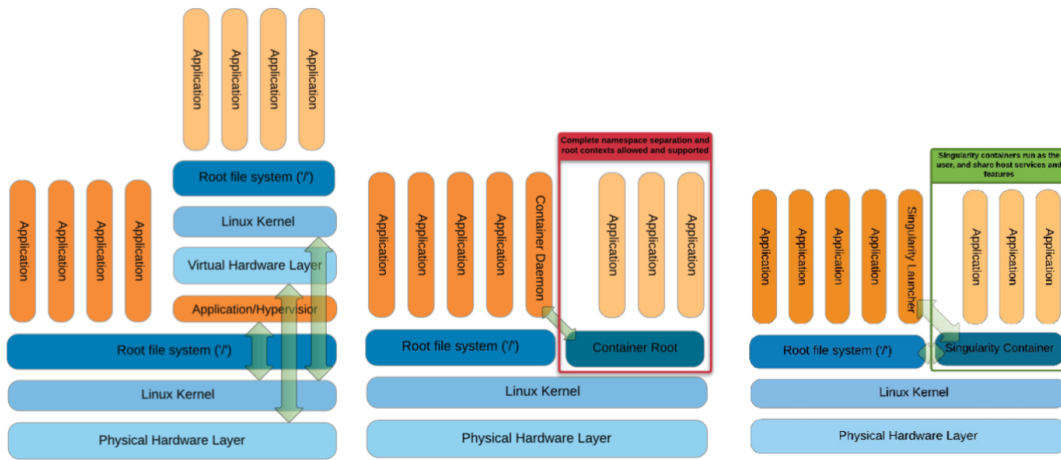 Application
Application
Application
Application
Root file system ('/')
Linux Kernel
Virtual Hardware Layer
Application/Hypervisior
Application
Application
Application
Application
Root file system ('/')
Linux Kernel
Physical Hardware Layer
Complete namespace separation and
root contexts allowed and supported
Application
Application
Application
Application
Container Daemon
Application
Application
Application
Root file system ('/')
Container Root
Linux Kernel
Physical Hardware Layer
Singularity containers run as the
user, and share host services and
features
Application
Application
Application
Application
Singularity Launcher
Application
Application
Application
Root file system ('/')
Singularity Container
Linux Kernel
Physical Hardware Layer